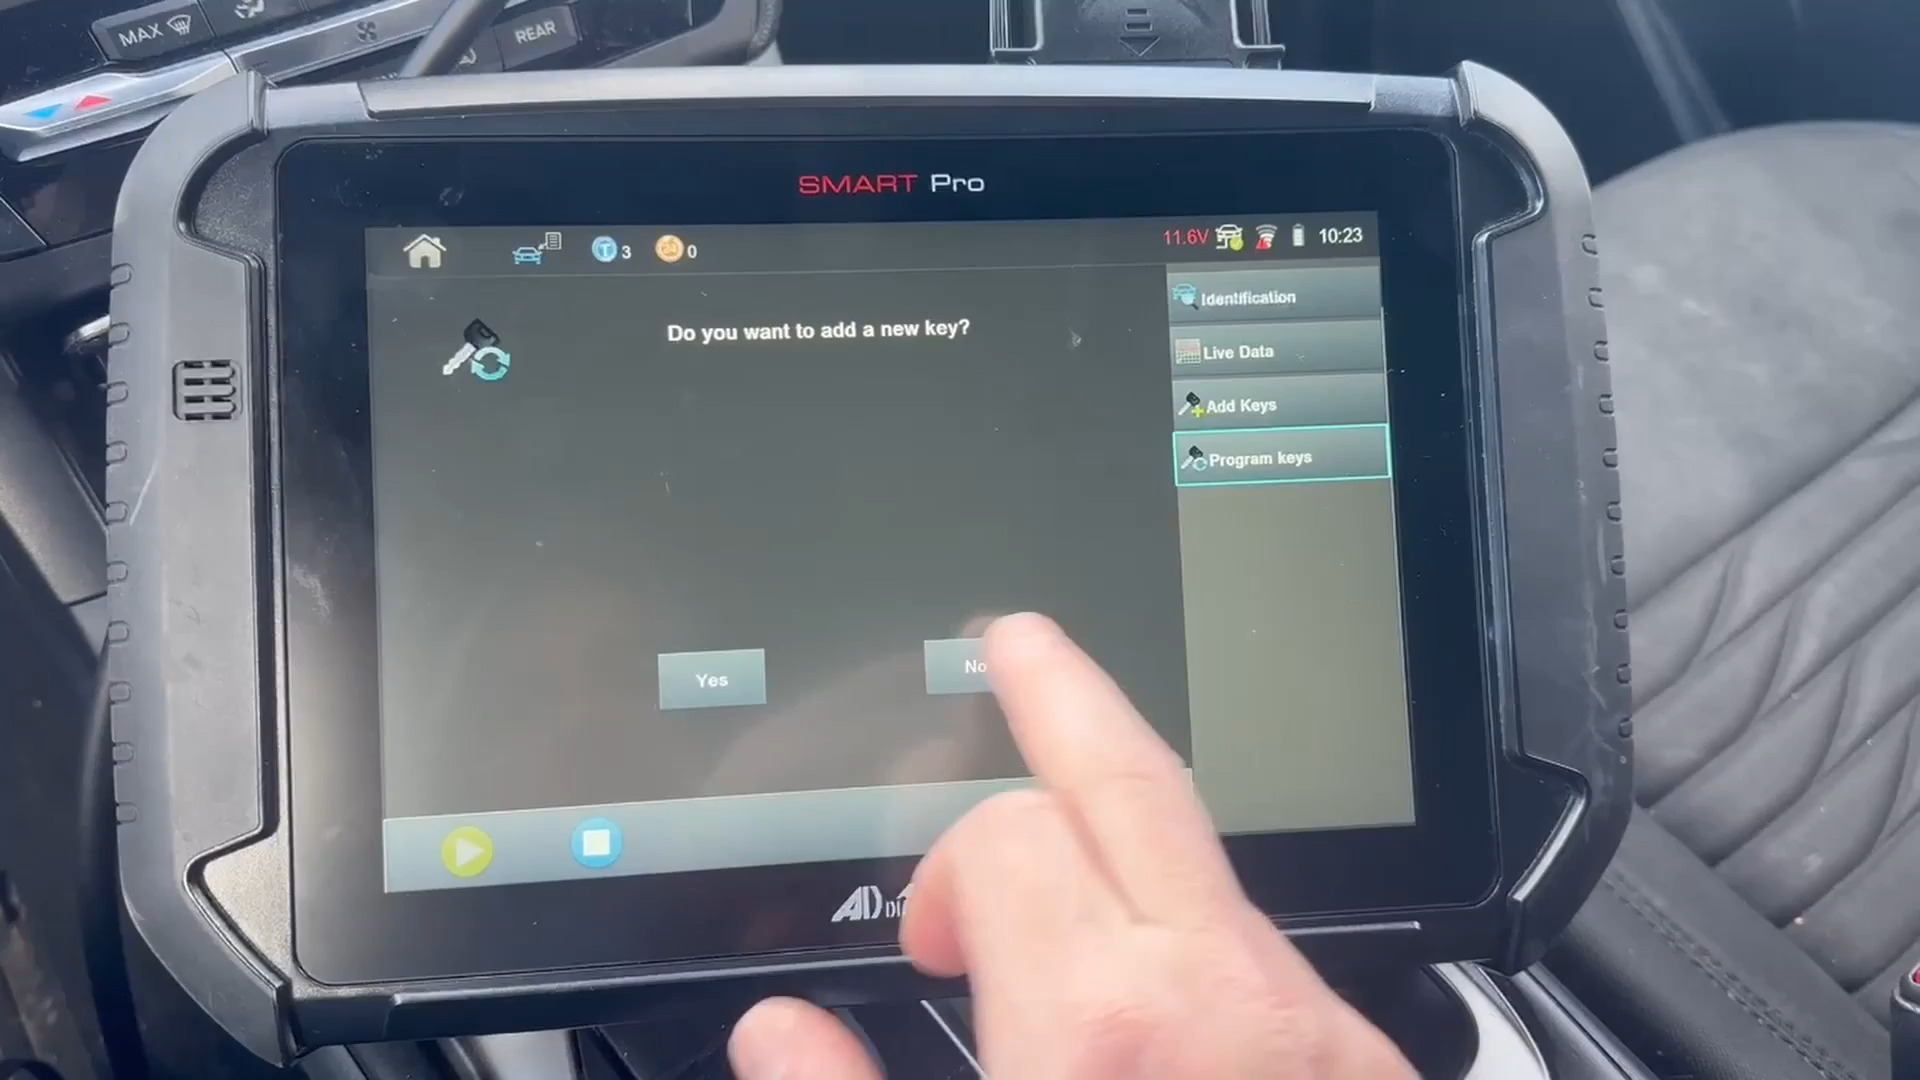 MAX
REAR
SMART Pro
3
0
11.6V
10:23
Do you want to add a new key?
Identification
Live Data
Add Keys
Program keys
Yes
No
AD